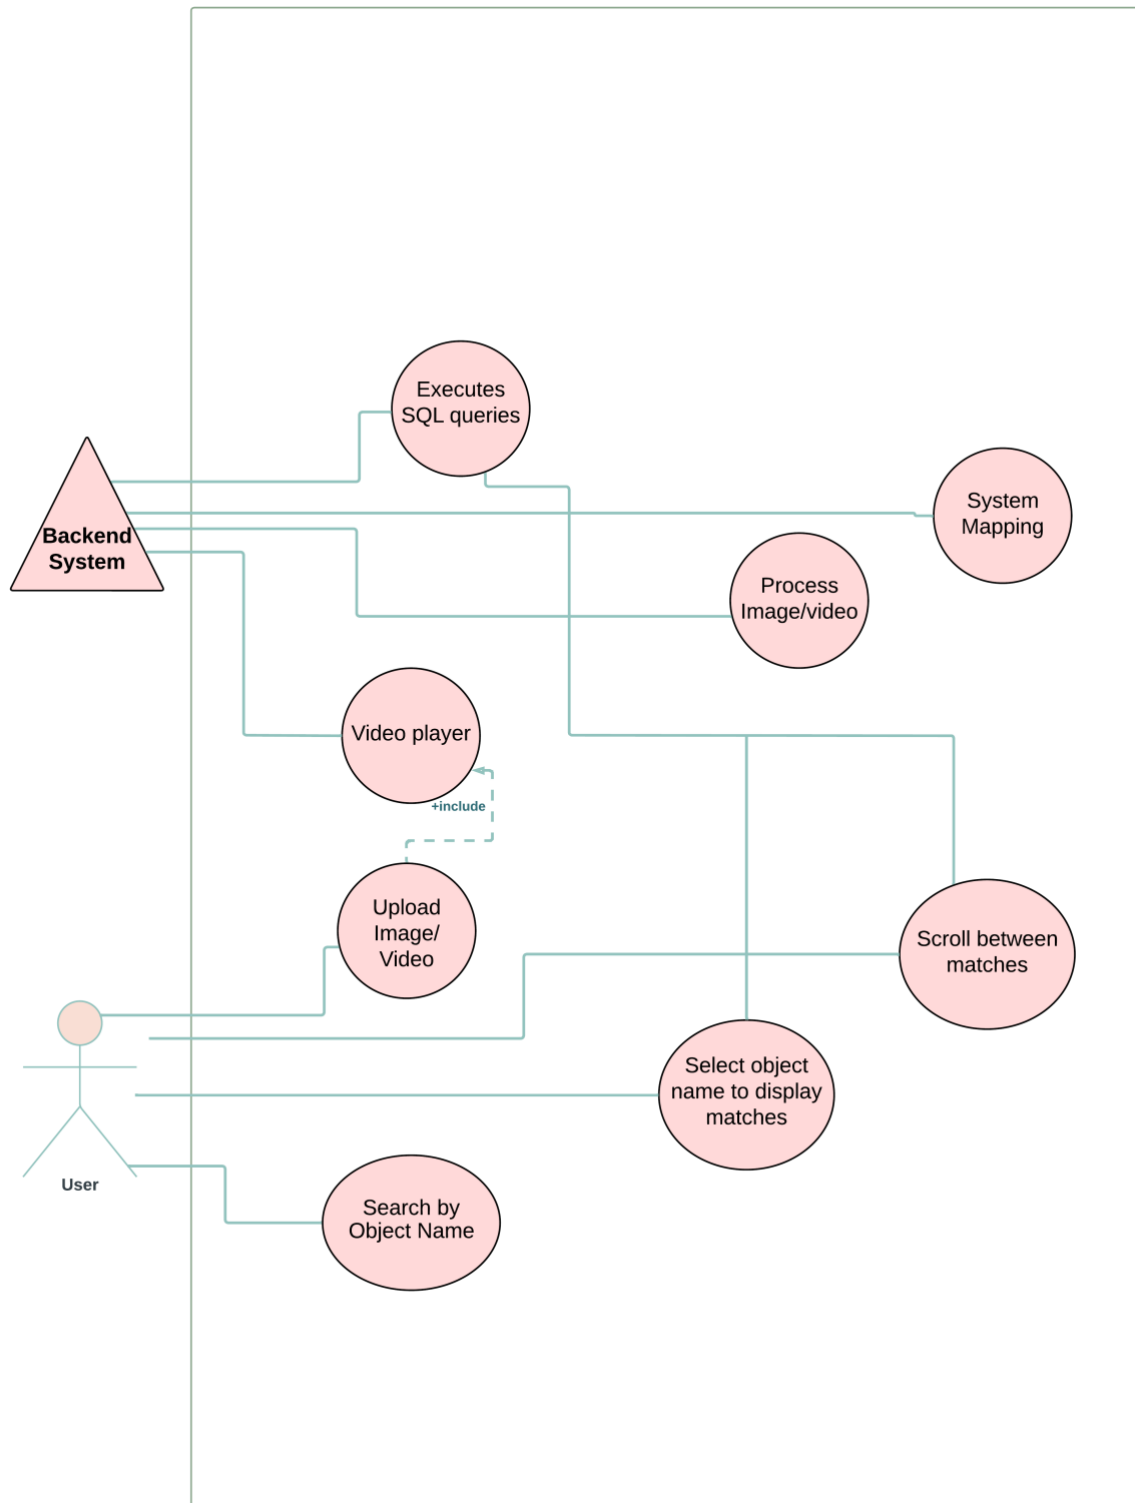 Executes
SQL queries
System
Mapping
Backend
System
Process
Image/video
Video player
+include
Upload
Image/
Video
Scroll between
matches
Select object
name to display
matches
User
Search by
Object Name